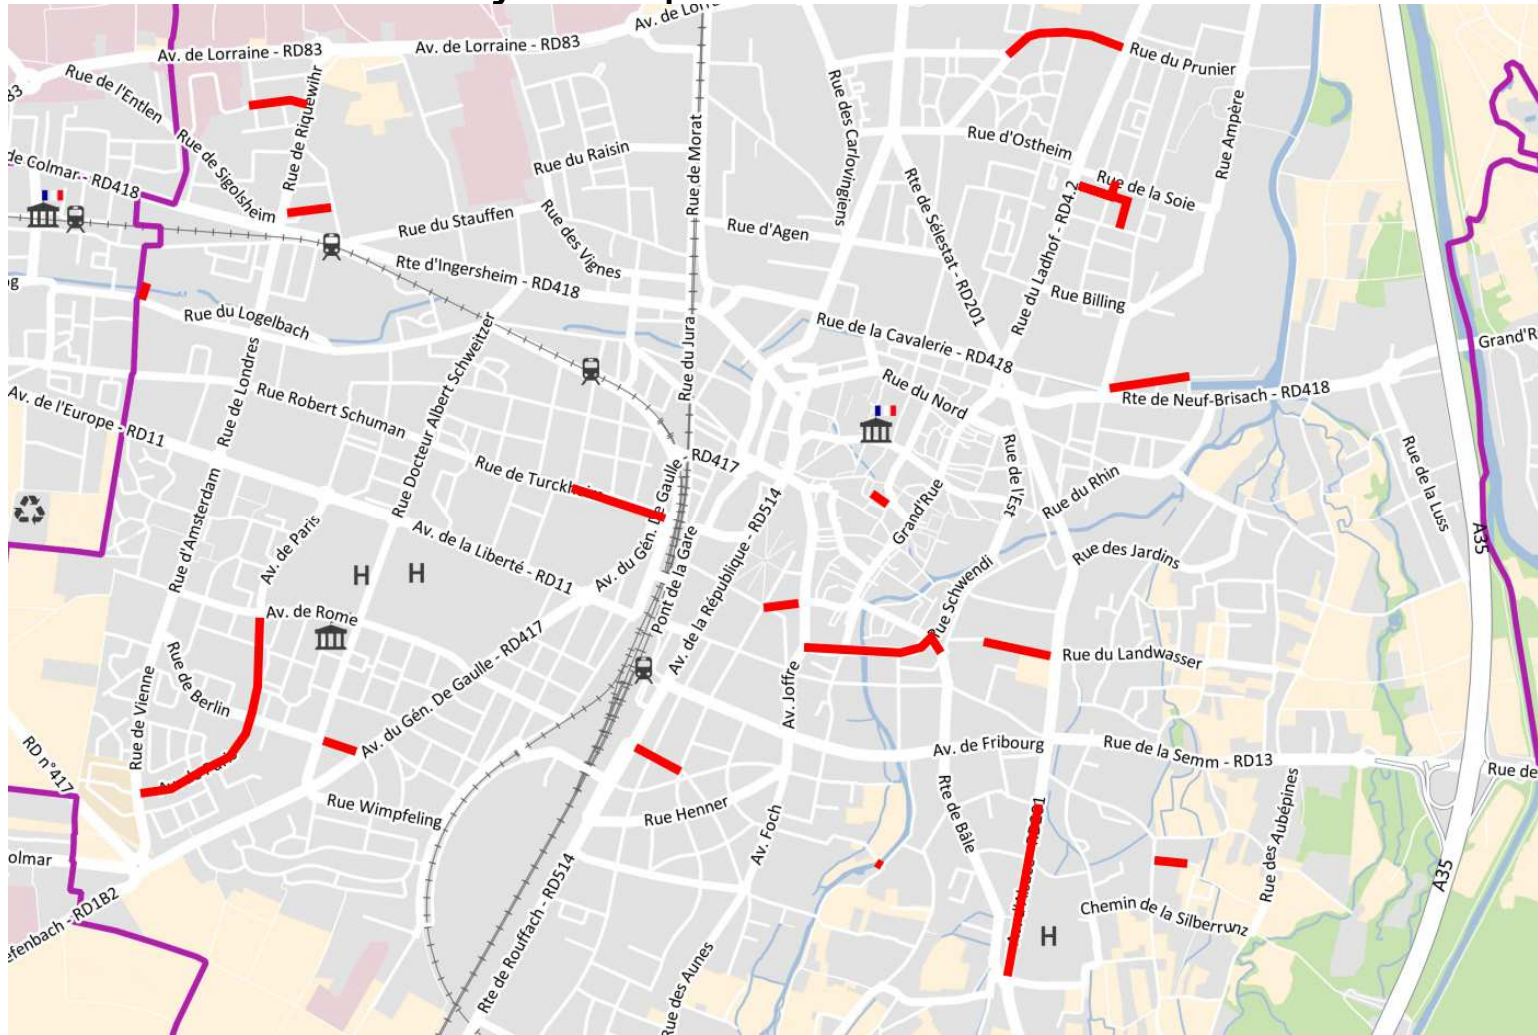 Av. de Lorraine - RD83
Av. de Lorraine - RD83
Rue du Prunier
83
Rue de l'Entlen
Rue de Riquewihr
Rue de Morat
Rue des Carlovingiens
Rue Ampère
Rue de Sigolsheim
Rue du Raisin
Rue d'Ostheim
de Colmar - RD418
Rue de la Soie
Rue du Stauffen
Rue des Vignes
Rue d'Agen
Rte de Sélestat - RD201
Rue du Ladhof - RD4.2
Rte d'Ingersheim - RD418
og
Rue du Logelbach
Rue Billing
Rue de la Cavalerie - RD418
Grand'R
Rue de Londres
Rue Docteur Albert Schweitzer
Rue du Jura
Av. de l'Europe - RD11
Rue Robert Schuman
Rue du Nord
Rte de Neuf-Brisach - RD418
Rue de Turckheim
- RD417
Rue de l'Est
Rue de la Luss
Rue d'Amsterdam
Av. de Paris
Av. de la Liberté - RD11
Av. du Gén. De Gaulle
Pont de la Gare
Av. de la République - RD514
Grand'Rue
Rue du Rhin
Rue des Jardins
A35
H
H
Rue Schwendi
Av. de Rome
Rue du Landwasser
Rue de Berlin
Rue de Vienne
Av. du Gén. De Gaulle - RD417
Av. Joffre
RD n°417
Av. de Fribourg
Rue de la Semm - RD13
Rue de
Av. de Paris
Rue Wimpfeling
Rue Henner
Av. Foch
Rte de Bâle
Rue des Aubépines
olmar
A35
efenbach - RD1B2
Rte de Rouffach - RD514
Rue des Aunes
Chemin de la Silberrunz
H